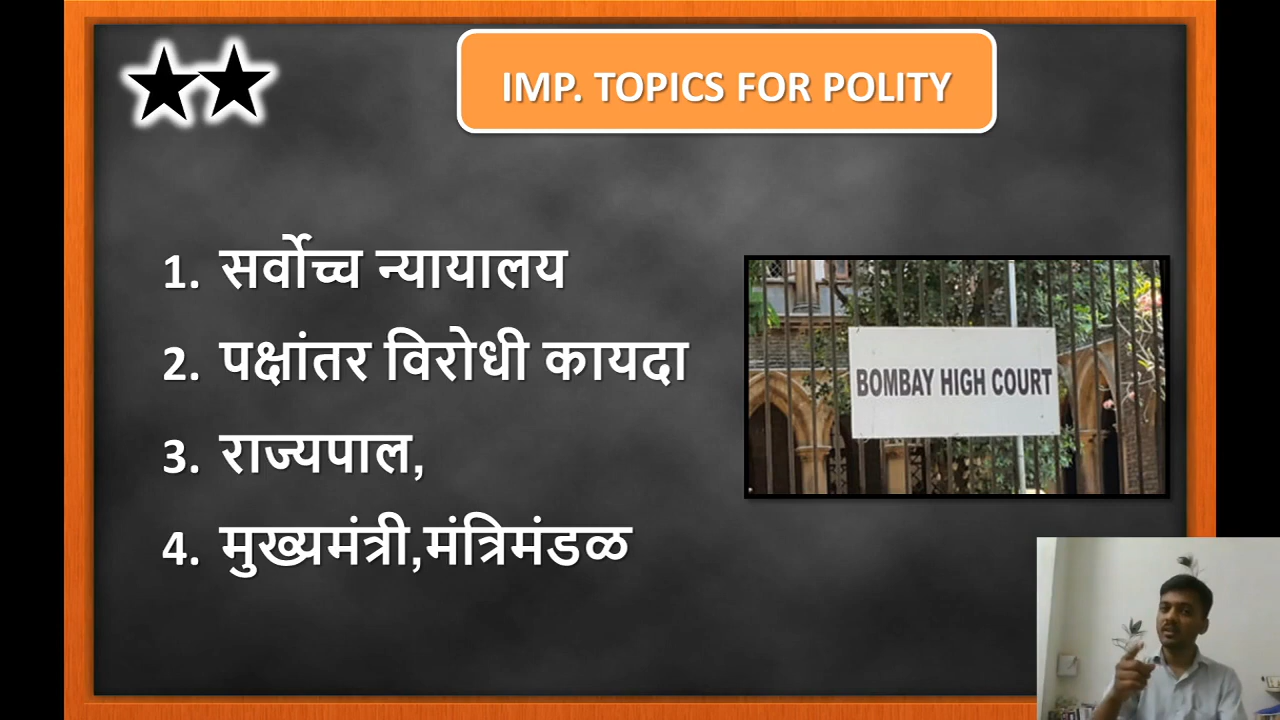 IMP. TOPICS FOR POLITY
1. सर्वोच्च न्यायालय
2. पक्षांतर विरोधी कायदा
3. राज्यपाल,
4. मुख्यमंत्री,मंत्रिमंडळ
BOMBAY HIGH COURT